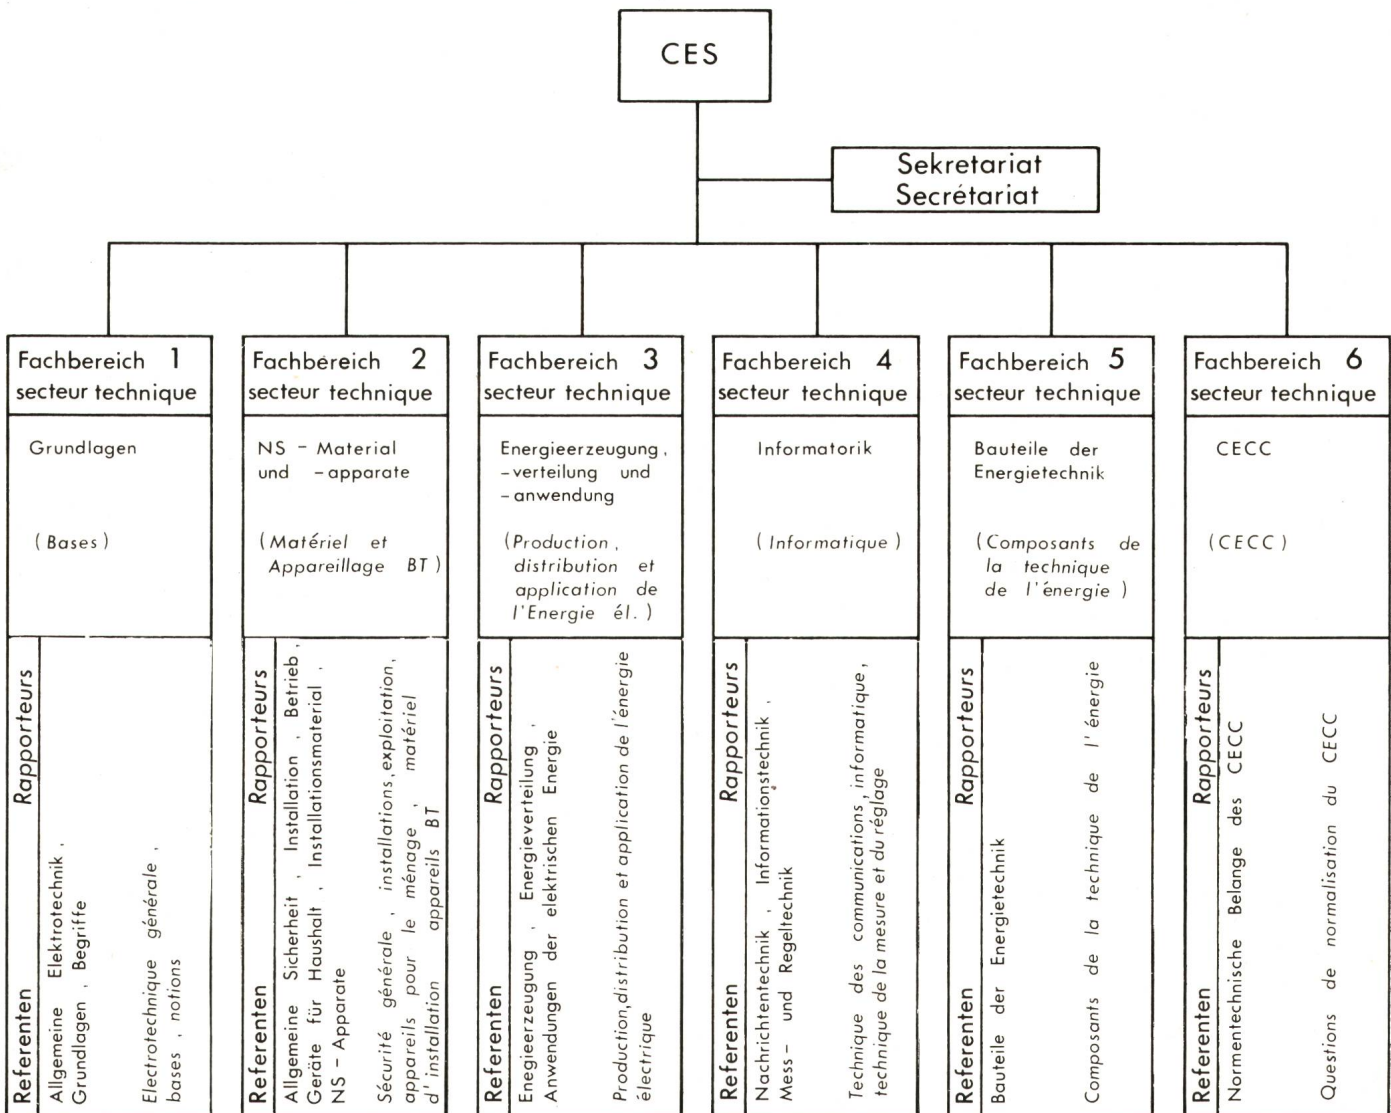 CES
Sekretariat
Secrétariat
Fachbereich 1
secteur technique
Grundlagen
(Bases)
Referenten Rapporteurs
Allgemeine Elektrotechnik,
Grundlagen, Begriffe
Electrotechnique générale,
bases, notions
Fachbereich 2
secteur technique
NS - Material
und - apparate
(Matériel et
Appareillage BT)
Referenten Rapporteurs
Allgemeine Sicherheit, Installation, Betrieb,
Geräte für Haushalt, Installationsmaterial,
NS - Apparate
Sécurité générale, installations, exploitation,
appareils pour le ménage, matériel
d'installation appareils BT
Fachbereich 3
secteur technique
Energieerzeugung,
-verteilung und
-anwendung
(Production,
distribution et
application de
l'Energie él.)
Referenten Rapporteurs
Enegieerzeugung, Energieverteilung,
Anwendungen der elektrischen Energie
Production, distribution et application de l'énergie
électrique
Fachbereich 4
secteur technique
Informatorik
(Informatique)
Referenten Rapporteurs
Nachrichtentechnik, Informationstechnik,
Mess- und Regeltechnik
Technique des communications, informatique,
technique de la mesure et du réglage
Fachbereich 5
secteur technique
Bauteile der
Energietechnik
(Composants de
la technique
de l'énergie)
Referenten Rapporteurs
Bauteile der Energietechnik
Composants de la technique de l'énergie
Fachbereich 6
secteur technique
CECC
(CECC)
Referenten Rapporteurs
Normentechnische Belange des CECC
Questions de normalisation du CECC